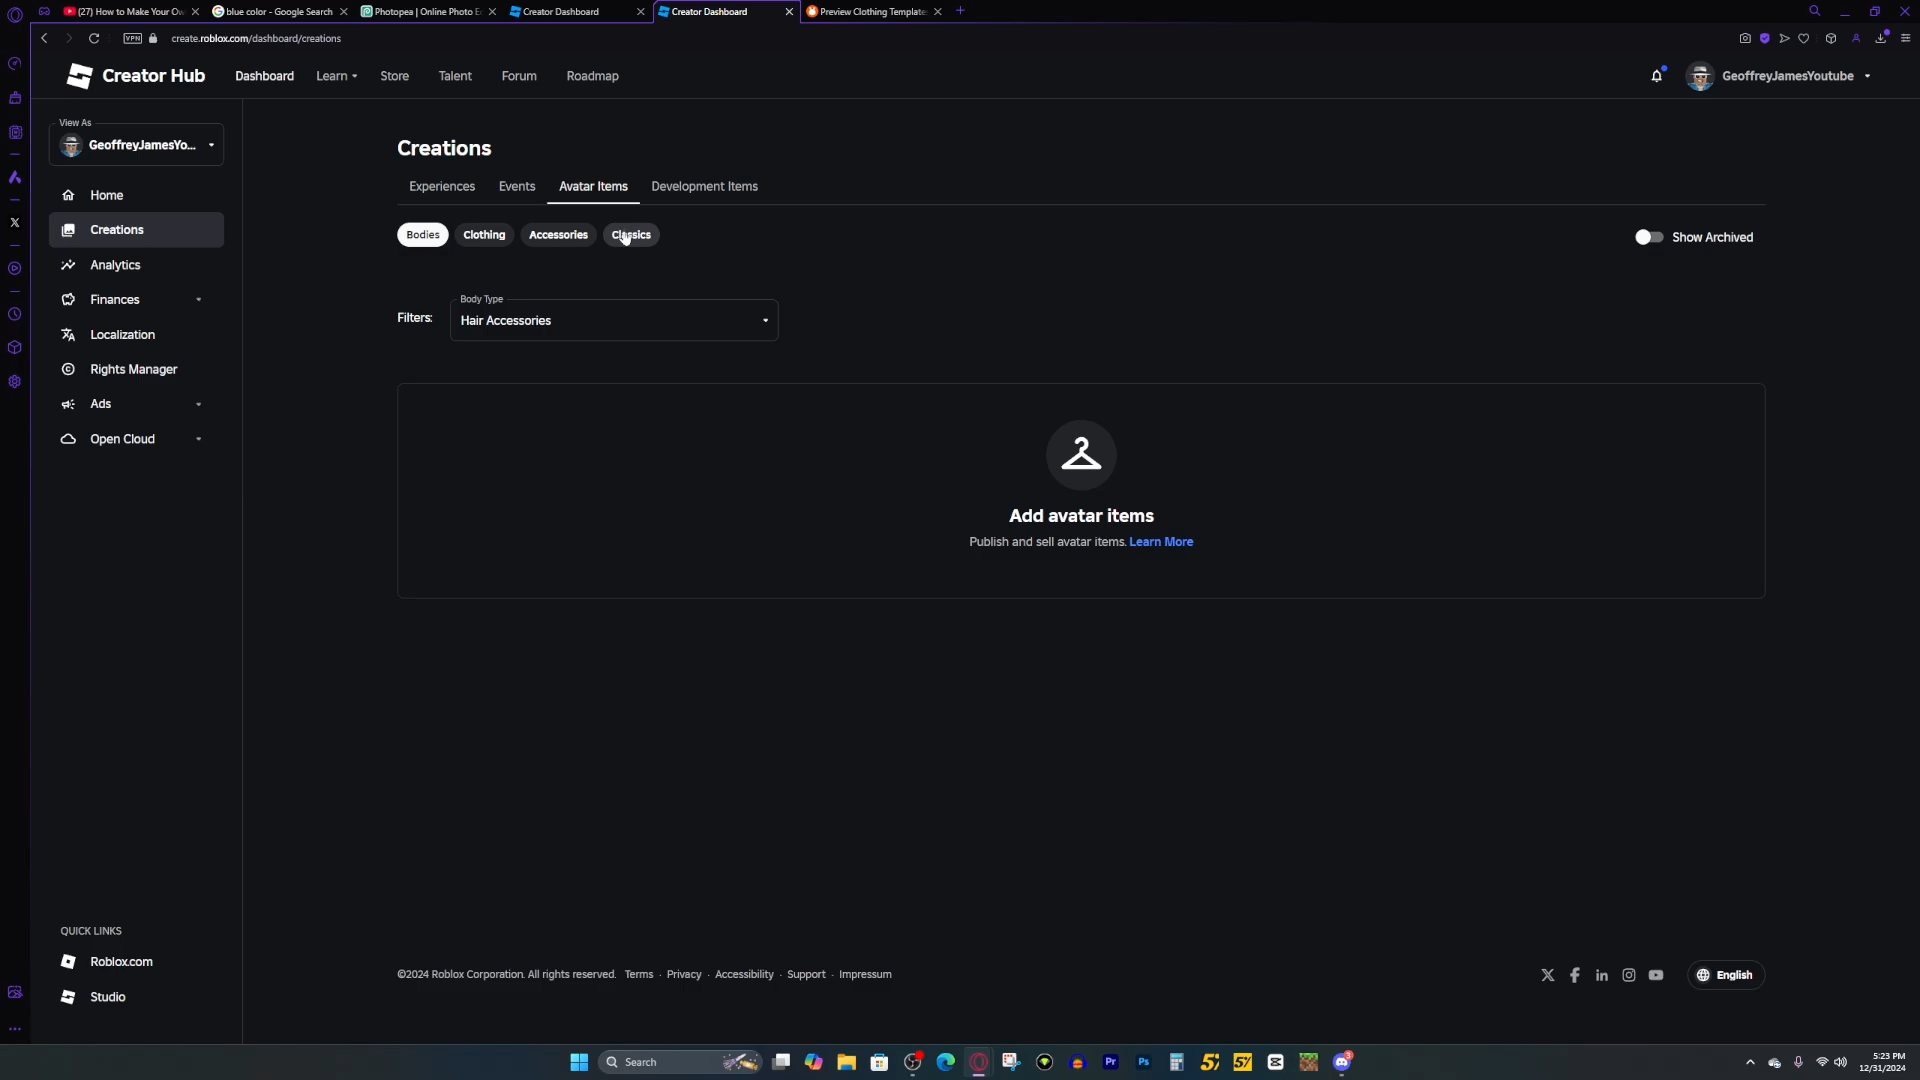 (27) How to Make Your Ow
blue color - Google Search
Photopea | Online Photo E
Creator Dashboard
Creator Dashboard
Preview Clothing Template
VPN
create.roblox.com/dashboard/creations
Creator Hub
Dashboard
Learn
Store
Talent
Forum
Roadmap
GeoffreyJamesYoutube
View As
GeoffreyJamesYo...
Home
Creations
Analytics
Finances
Localization
Rights Manager
Ads
Open Cloud
Creations
Experiences
Events
Avatar Items
Development Items
Bodies
Clothing
Accessories
Classics
Show Archived
Filters:
Body Type
Hair Accessories
Add avatar items
Publish and sell avatar items. Learn More
QUICK LINKS
Roblox.com
Studio
©2024 Roblox Corporation. All rights reserved. Terms · Privacy · Accessibility · Support · Impressum
English
Search
Pr
Ps
3
5:23 PM
12/31/2024